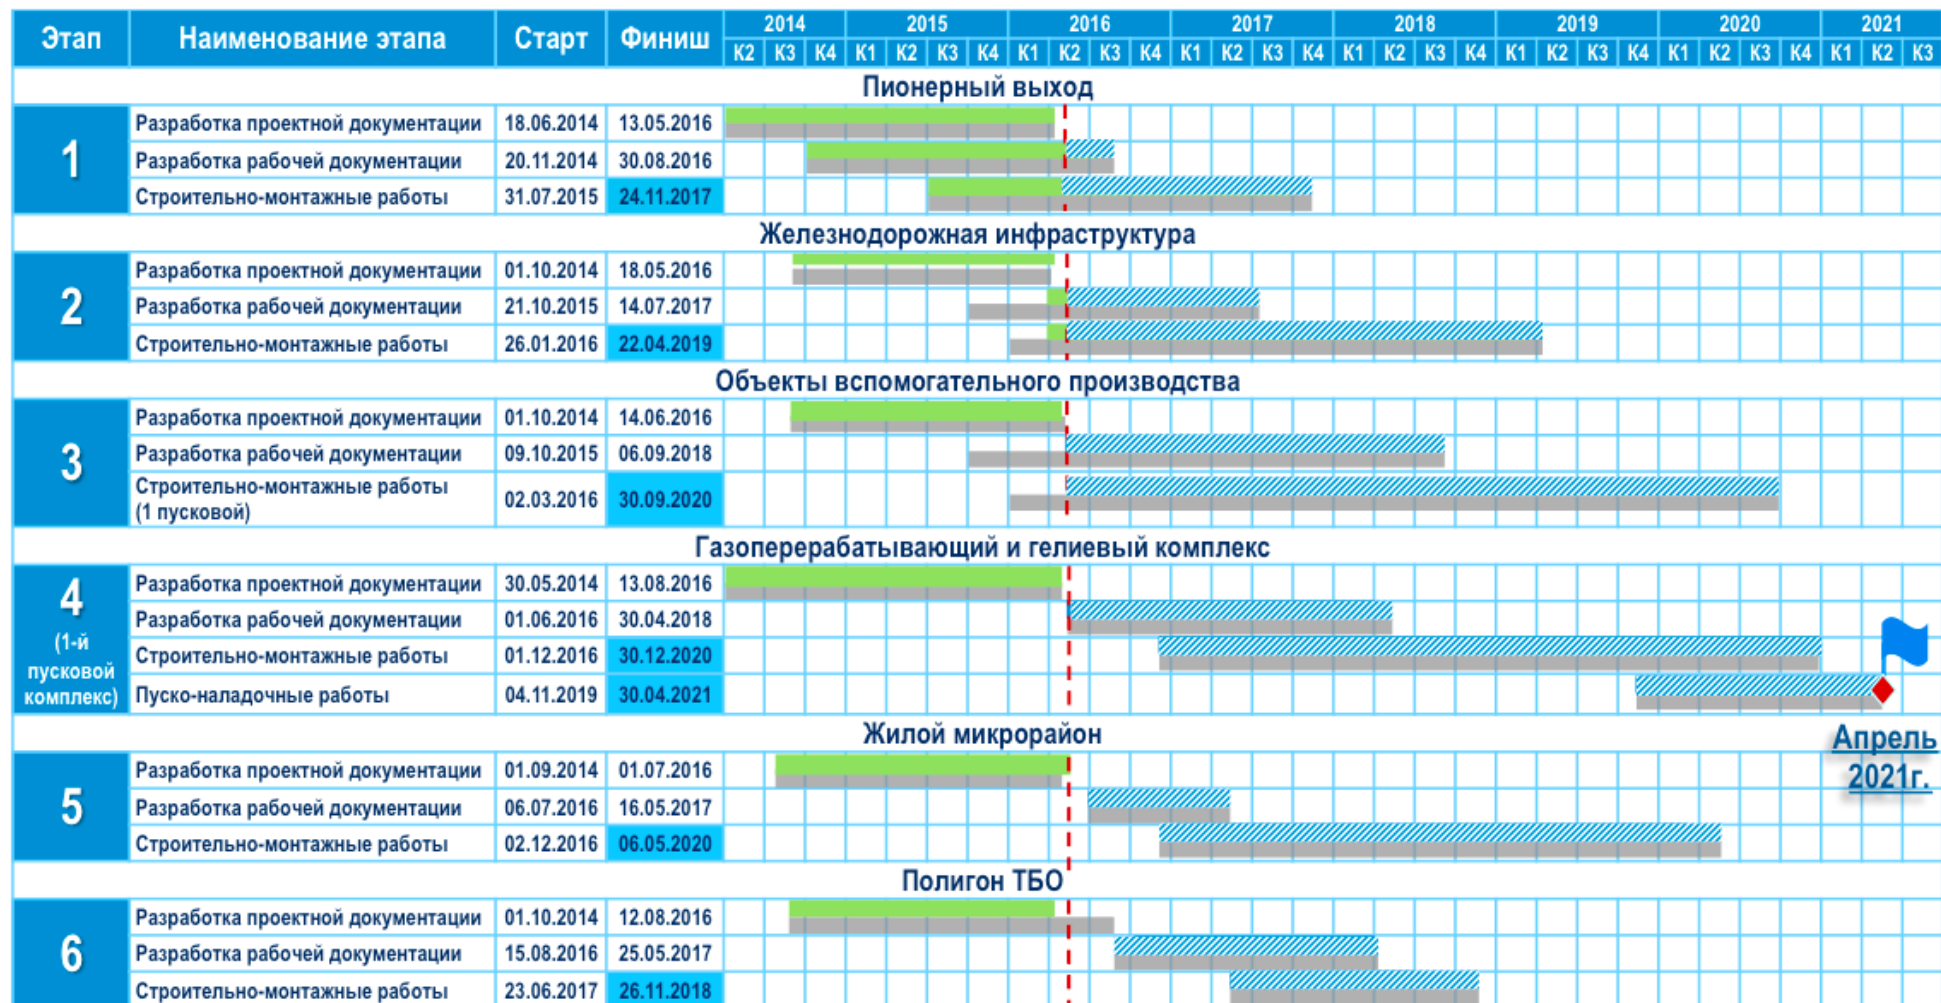 Этап Наименование этапа Старт Финиш 2014 2015 2016 2017 2018 2019 2020 2021
К2 К3 К4 К1 К2 К3 К4 К1 К2 К3 К4 К1 К2 К3 К4 К1 К2 К3 К4 К1 К2 К3 К4 К1 К2 К3 К4 К1 К2 К3
Пионерный выход
1
Разработка проектной документации 18.06.2014 13.05.2016
Разработка рабочей документации 20.11.2014 30.08.2016
Строительно-монтажные работы 31.07.2015 24.11.2017
Железнодорожная инфраструктура
2
Разработка проектной документации 01.10.2014 18.05.2016
Разработка рабочей документации 21.10.2015 14.07.2017
Строительно-монтажные работы 26.01.2016 22.04.2019
Объекты вспомогательного производства
3
Разработка проектной документации 01.10.2014 14.06.2016
Разработка рабочей документации 09.10.2015 06.09.2018
Строительно-монтажные работы
(1 пусковой) 02.03.2016 30.09.2020
Газоперерабатывающий и гелиевый комплекс
4
(1-й
пусковой
комплекс)
Разработка проектной документации 30.05.2014 13.08.2016
Разработка рабочей документации 01.06.2016 30.04.2018
Строительно-монтажные работы 01.12.2016 30.12.2020
Пуско-наладочные работы 04.11.2019 30.04.2021
Апрель
2021г.
Жилой микрорайон
5
Разработка проектной документации 01.09.2014 01.07.2016
Разработка рабочей документации 06.07.2016 16.05.2017
Строительно-монтажные работы 02.12.2016 06.05.2020
Полигон ТБО
6
Разработка проектной документации 01.10.2014 12.08.2016
Разработка рабочей документации 15.08.2016 25.05.2017
Строительно-монтажные работы 23.06.2017 26.11.2018